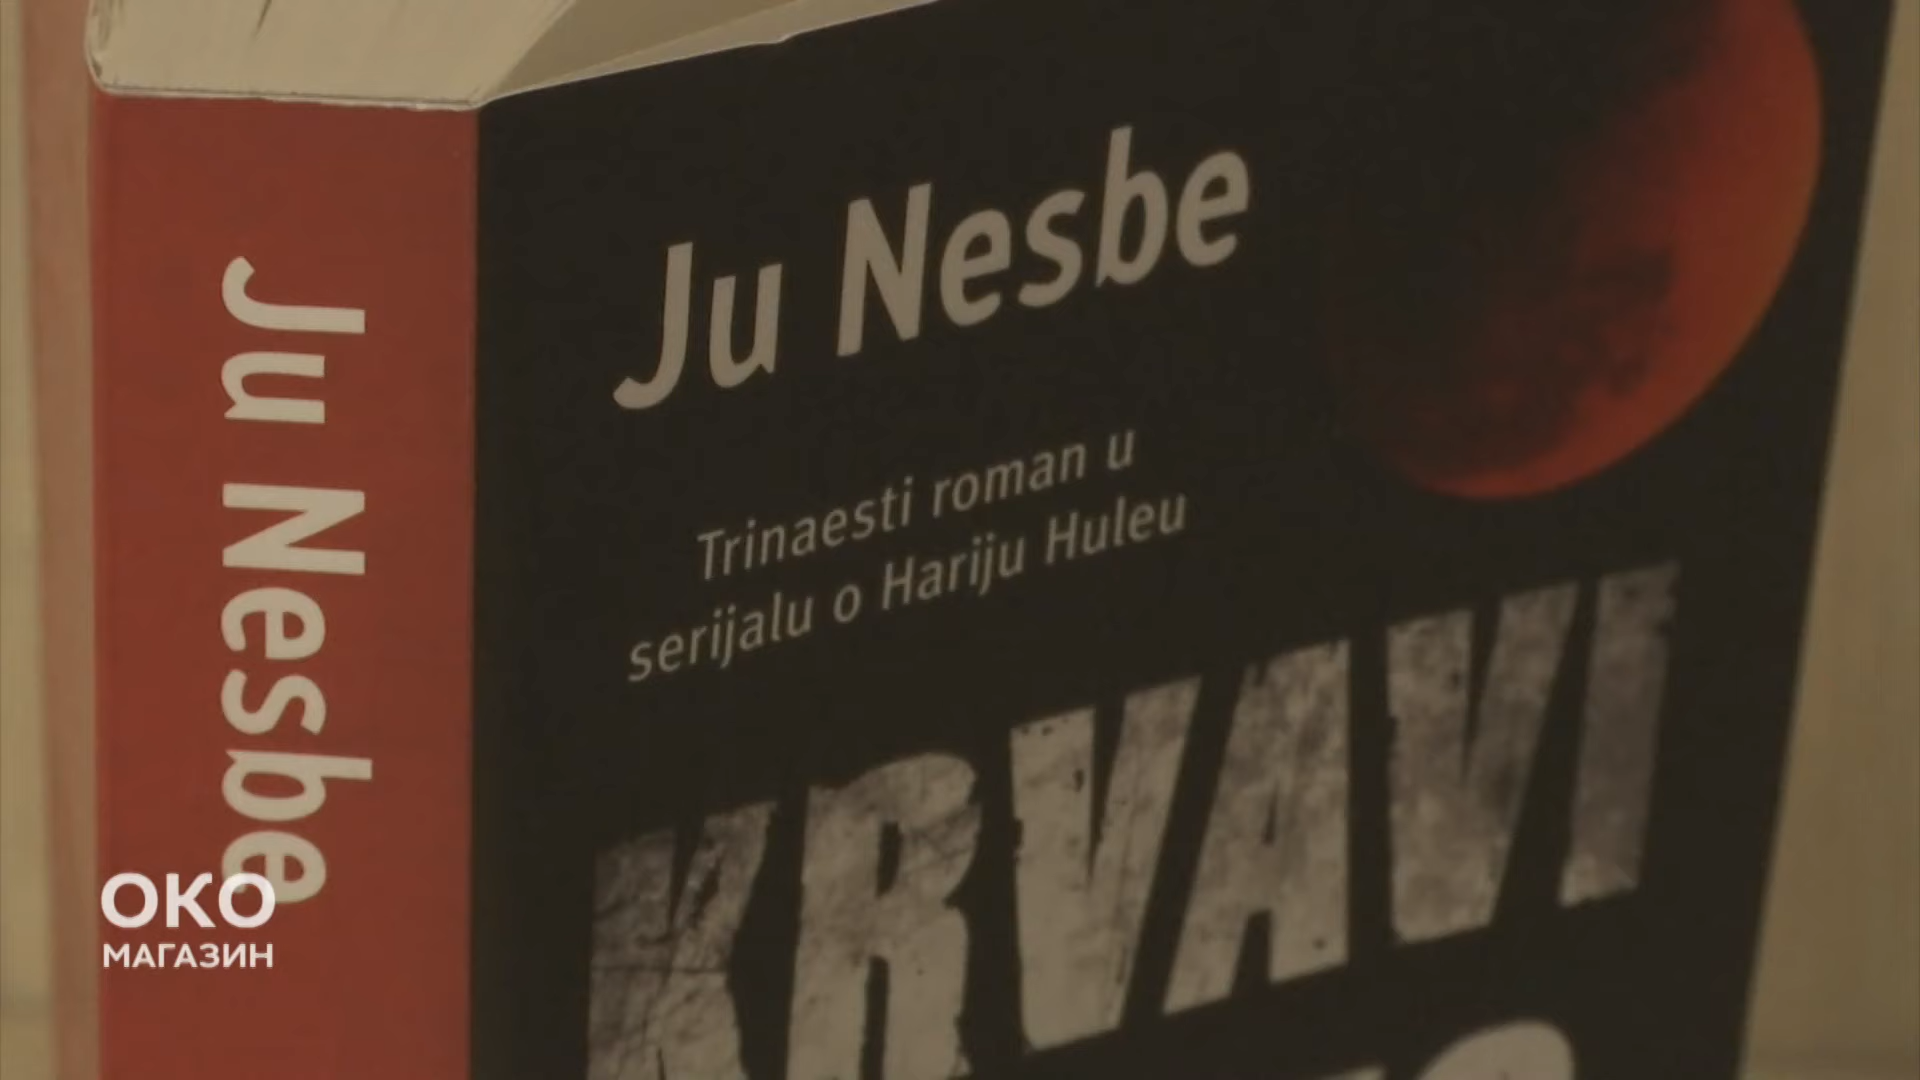 Ju Nesbe
Ju Nesbe
Trinaesti roman u
serijalu o Hariju Huleu
KRVAVI
ОКО
МАГАЗИН